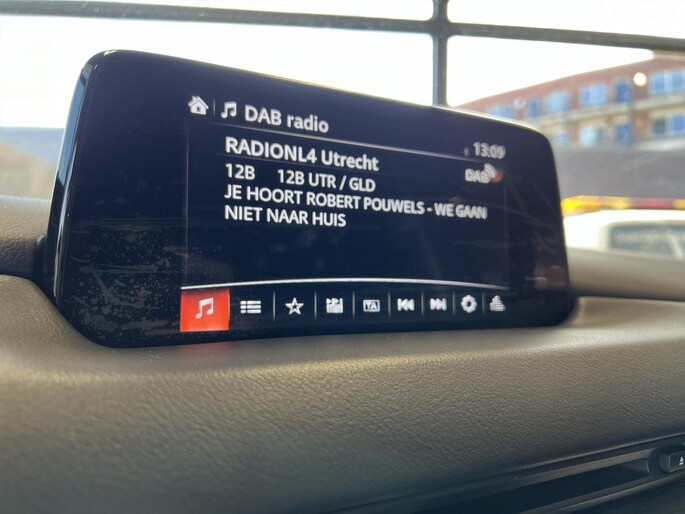 DAB radio
13:09
RADIONL4 Utrecht
12B 12B UTR / GLD
DAB
JE HOORT ROBERT POUWELS - WE GAAN
NIET NAAR HUIS
TA